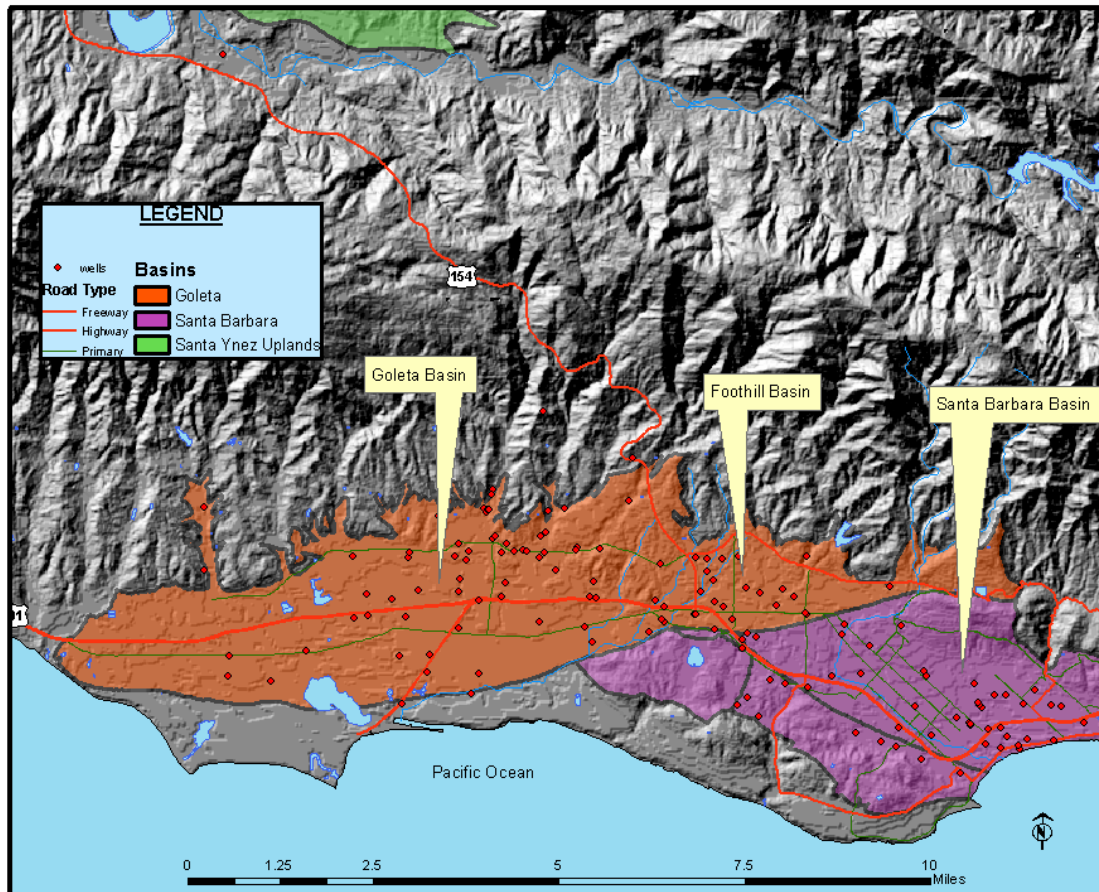 LEGEND
wells
Basins
Road Type
Goleta
Freeway
Santa Barbara
Highway
Santa Ynez Uplands
Primary
154
Goleta Basin
Foothill Basin
Santa Barbara Basin
1
Pacific Ocean
N
0 1.25 2.5 5 7.5 10
Miles